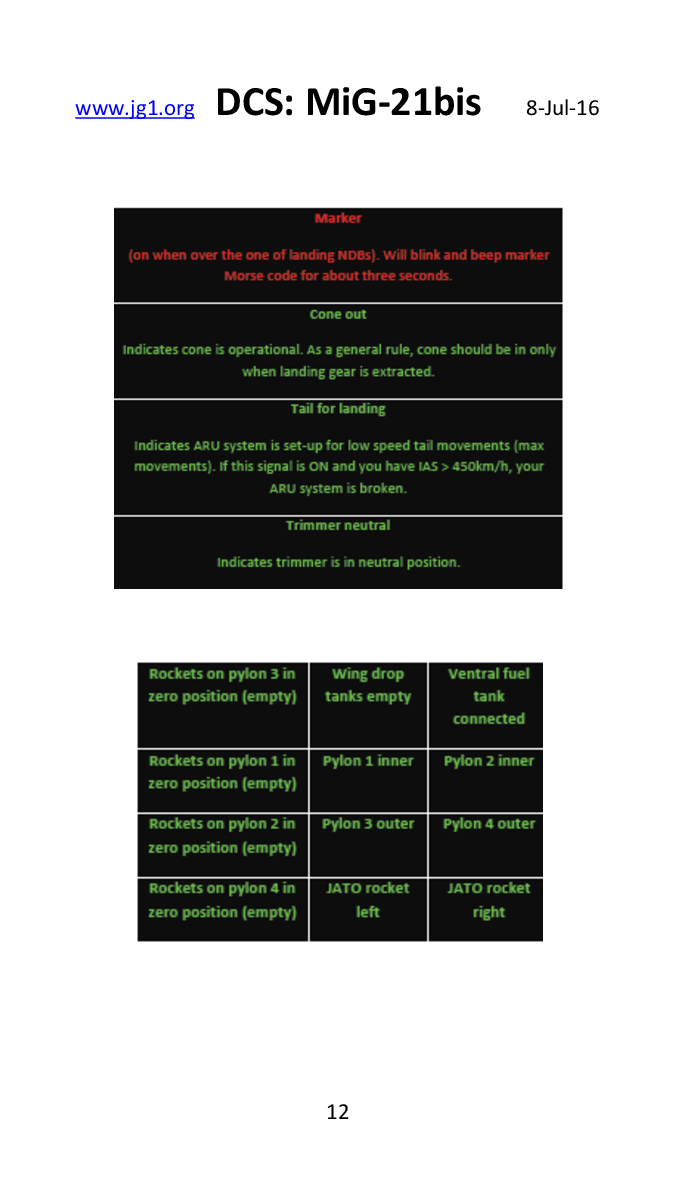 www.jg1.org DCS: MiG-21bis 8-Jul-16
Marker
(on when over the one of landing NDBs). Will blink and beep marker
Morse code for about three seconds.
Cone out
Indicates cone is operational. As a general rule, cone should be in only
when landing gear is extracted.
Tail for landing
Indicates ARU system is set-up for low speed tail movements (max
movements). If this signal is ON and you have IAS > 450km/h, your
ARU system is broken.
Trimmer neutral
Indicates trimmer is in neutral position.
Rockets on pylon 3 in
zero position (empty)
Wing drop
tanks empty
Ventral fuel
tank
connected
Rockets on pylon 1 in
zero position (empty)
Pylon 1 inner
Pylon 2 inner
Rockets on pylon 2 in
zero position (empty)
Pylon 3 outer
Pylon 4 outer
Rockets on pylon 4 in
zero position (empty)
JATO rocket
left
JATO rocket
right
12